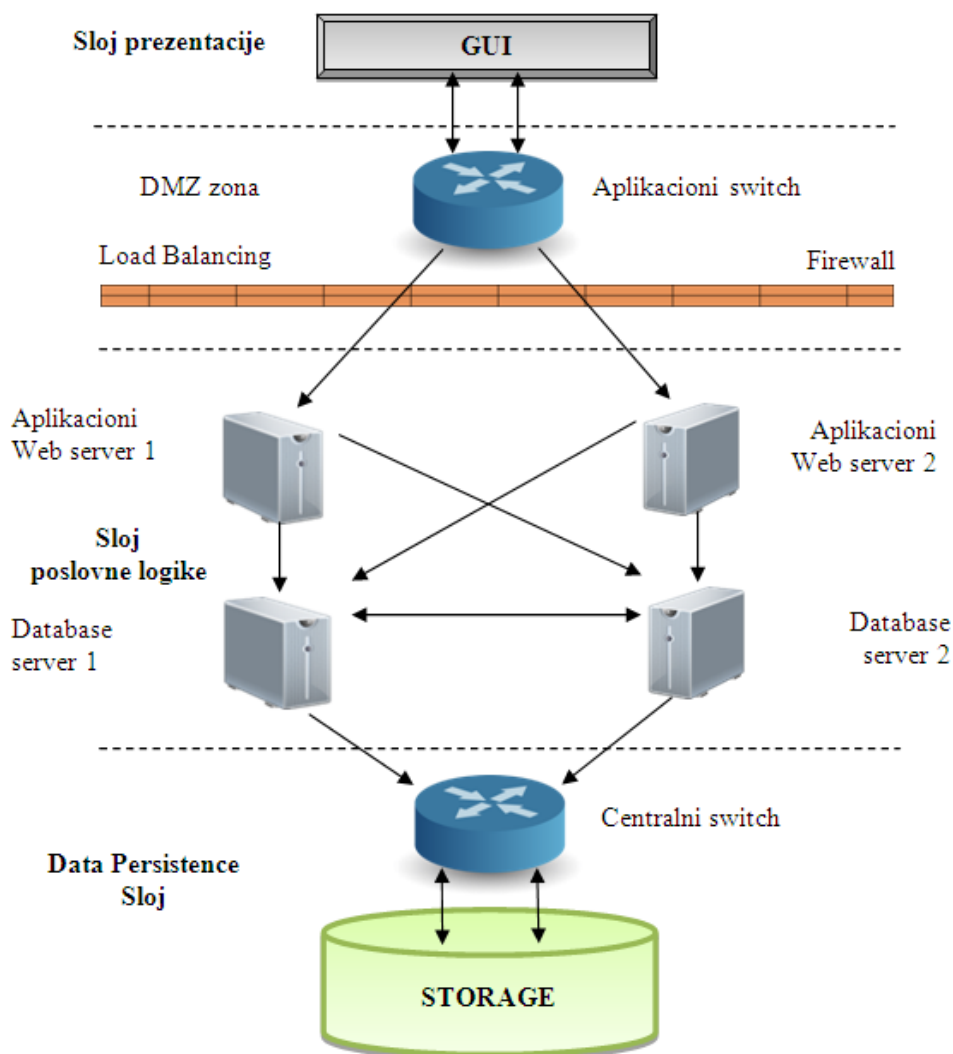 Sloj prezentacije
GUI
DMZ zona
Aplikacioni switch
Load Balancing
Firewall
Aplikacioni
Web server 1
Aplikacioni
Web server 2
Sloj
poslovne logike
Database
server 1
Database
server 2
Centralni switch
Data Persistence
Sloj
STORAGE